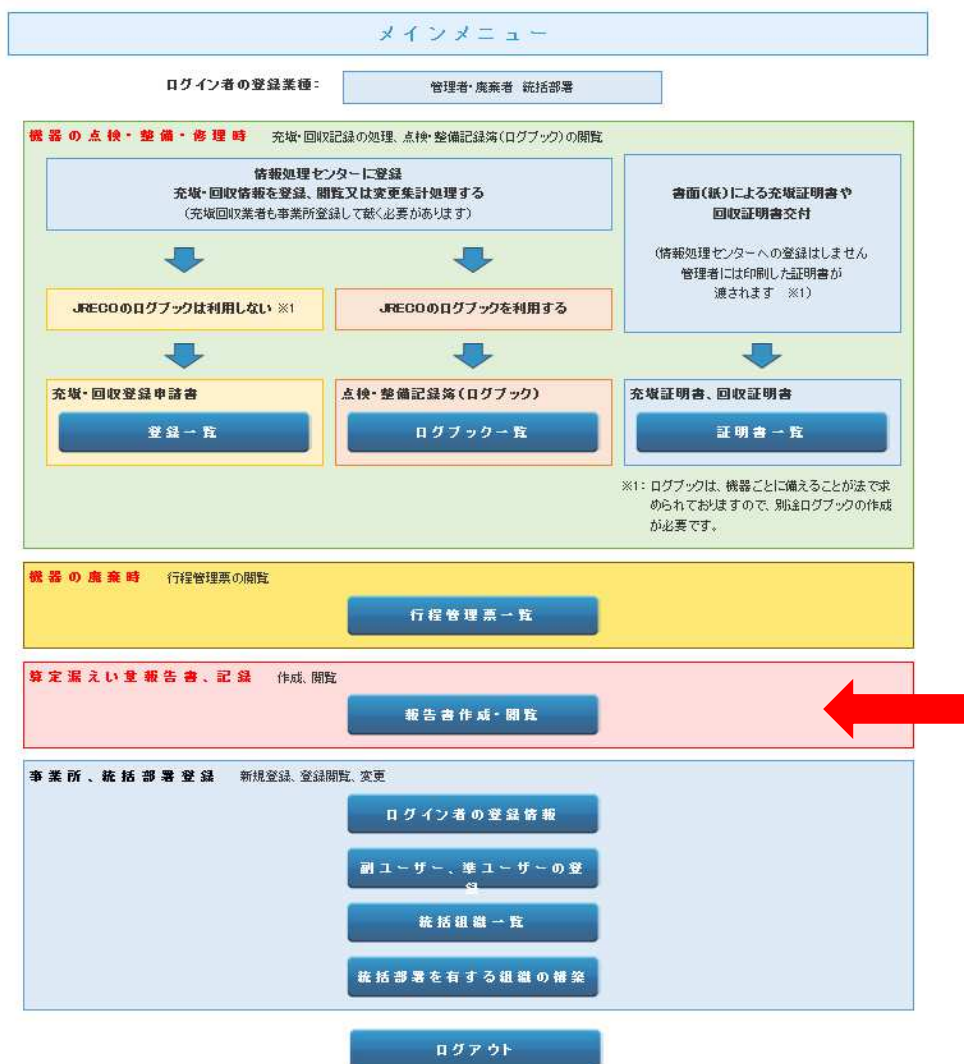 メインメニュー
ログイン者の登録業種：
管理者・廃棄者 統括部署
機器の点検・整備・修理時 充塡・回収記録の処理、点検・整備記録簿(ログブック)の閲覧
情報処理センターに登録
充塡・回収情報を登録、閲覧又は変更集計処理する
(充塡回収業者も事業所登録して戴く必要があります)
JRECOのログブックは利用しない ※1
充塡・回収登録申請書
登録一覧
JRECOのログブックを利用する
点検・整備記録簿(ログブック)
ログブック一覧
書面(紙)による充塡証明書や
回収証明書交付
(情報処理センターへの登録はしません
管理者には印刷した証明書が
渡されます ※1)
充塡証明書、回収証明書
証明書一覧
※1：ログブックは、機器ごとに備えることが法で求
められておりますので、別途ログブックの作成
が必要です。
機器の廃棄時 行程管理票の閲覧
行程管理票一覧
算定漏えい量報告書、記録 作成、閲覧
報告書作成・閲覧
事業所、統括部署登録 新規登録、登録閲覧、変更
ログイン者の登録情報
副ユーザー、準ユーザーの登
録
統括組織一覧
統括部署を有する組織の構築
ログアウト